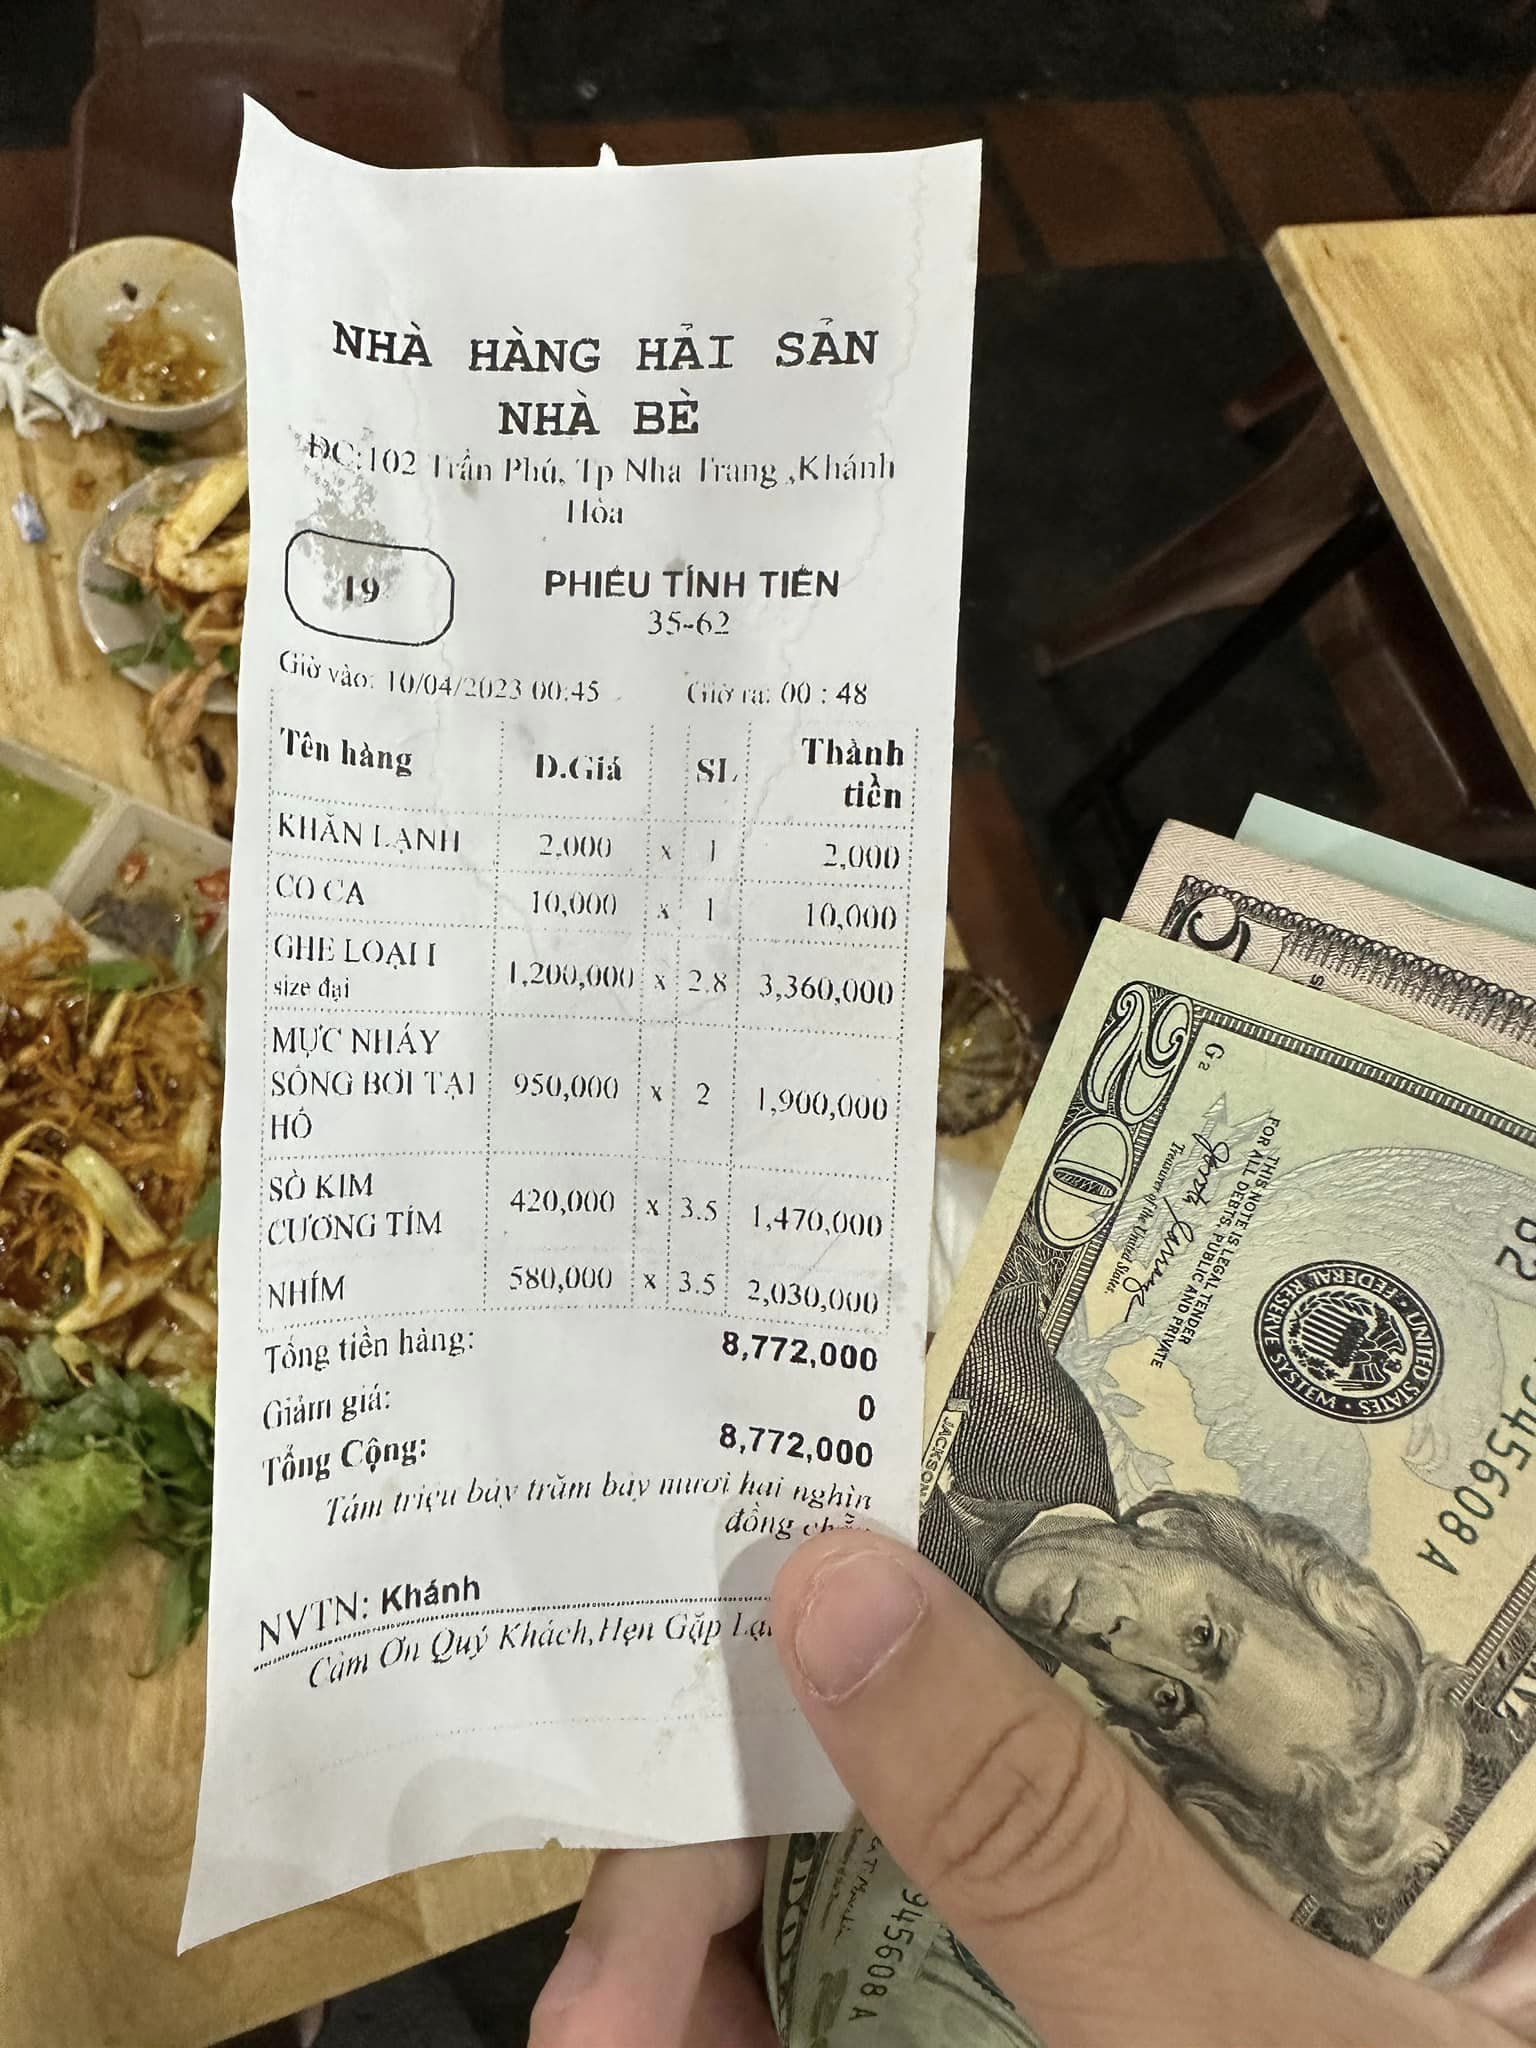 NHÀ HÀNG HẢI SẢN
NHÀ BÈ
ĐC:102 Trần Phú, Tp Nha Trang ,Khánh
Hòa
19
PHIẾU TÍNH TIỀN
35-62
Giờ vào: 10/04/2023 00:45 Giờ ra: 00 : 48
Tên hàng Đ.Giá SL Thành
tiền
KHĂN LẠNH 2,000 x 1 2,000
CO CA 10,000 x 1 10,000
GHẸ LOẠI I
size đại 1,200,000 x 2.8 3,360,000
MỰC NHÁY
SỐNG BƠI TẠI 950,000 x 2 1,900,000
HỒ
SÒ KIM
CƯƠNG TÍM 420,000 x 3.5 1,470,000
NHÍM 580,000 x 3.5 2,030,000
Tổng tiền hàng: 8,772,000
Giảm giá: 0
Tổng Cộng: 8,772,000
Tám triệu bảy trăm bảy mươi hai nghìn
đồng
NVTN: Khánh
Cảm Ơn Quý Khách,Hẹn Gặp Lại
5
20
G2
THIS NOTE IS LEGAL TENDER
FOR ALL DEBTS, PUBLIC AND PRIVATE
Treasurer of the United States.
UNITED STATES FEDERAL RESERVE SYSTEM
JACKSON
945608 A
945608 A